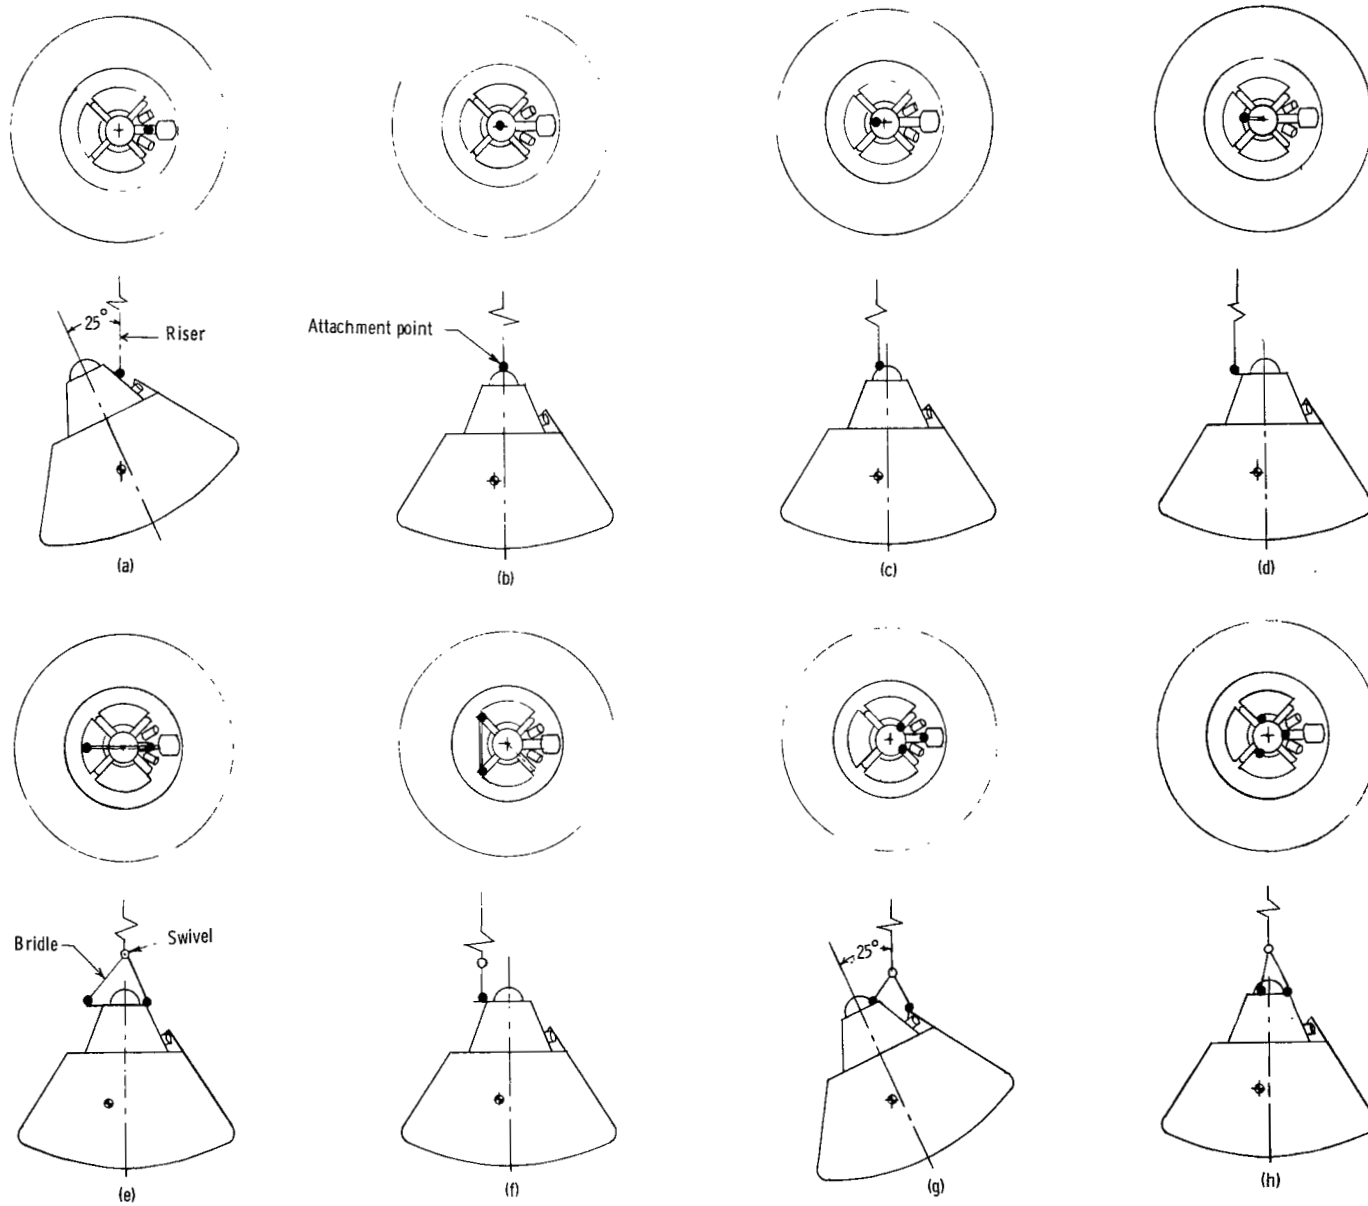 25°
Riser
Attachment point
(a)
(b)
(c)
(d)
Bridle
Swivel
25°
(e)
(f)
(g)
(h)